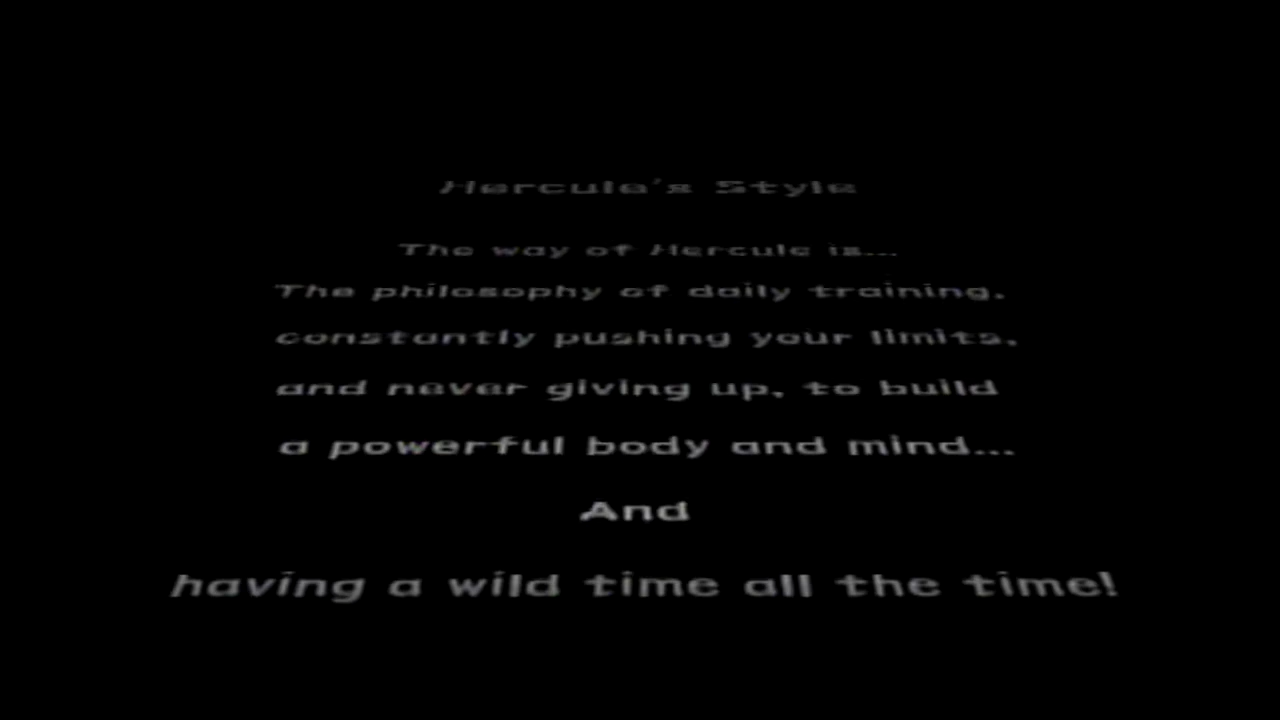 Hercule's Style
The way of Hercule is...
The philosophy of daily training,
constantly pushing your limits,
and never giving up, to build
a powerful body and mind...
And
having a wild time all the time!